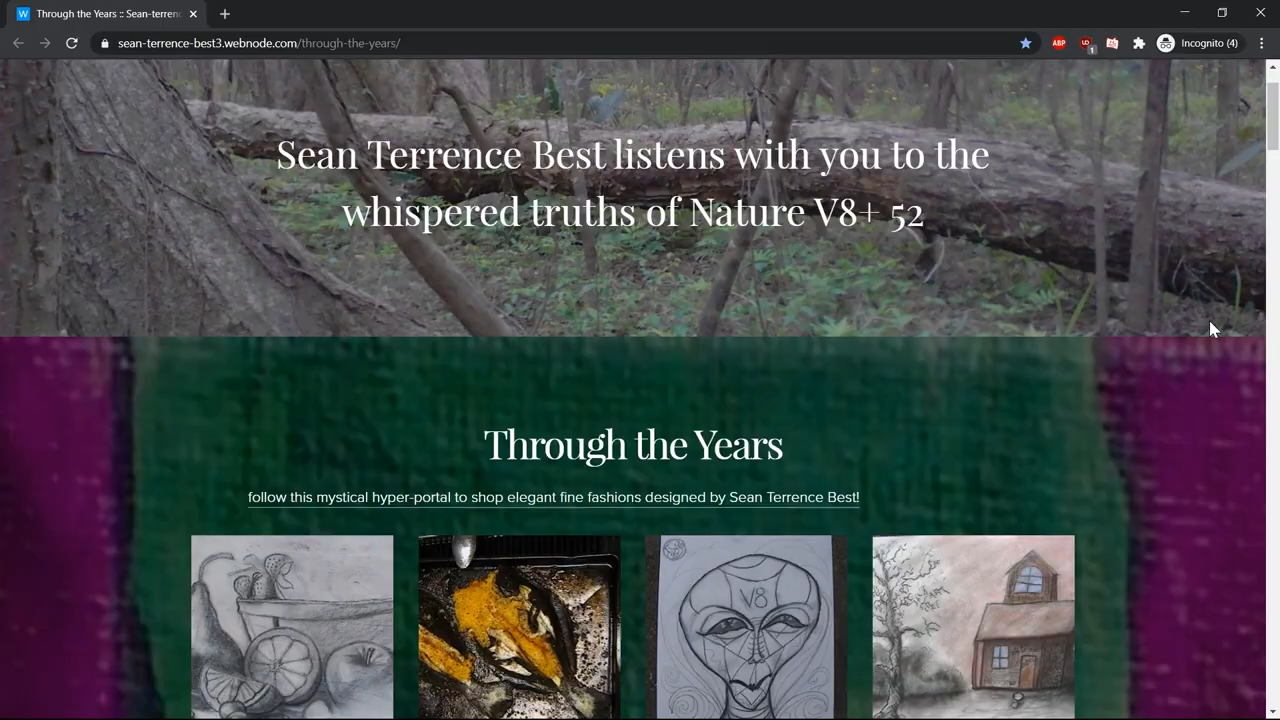 Through the Years :: Sean-terrenc
sean-terrence-best3.webnode.com/through-the-years/
ABP
1
Incognito (4)
Sean Terrence Best listens with you to the
whispered truths of Nature V8+ 52
Through the Years
follow this mystical hyper-portal to shop elegant fine fashions designed by Sean Terrence Best!
V8